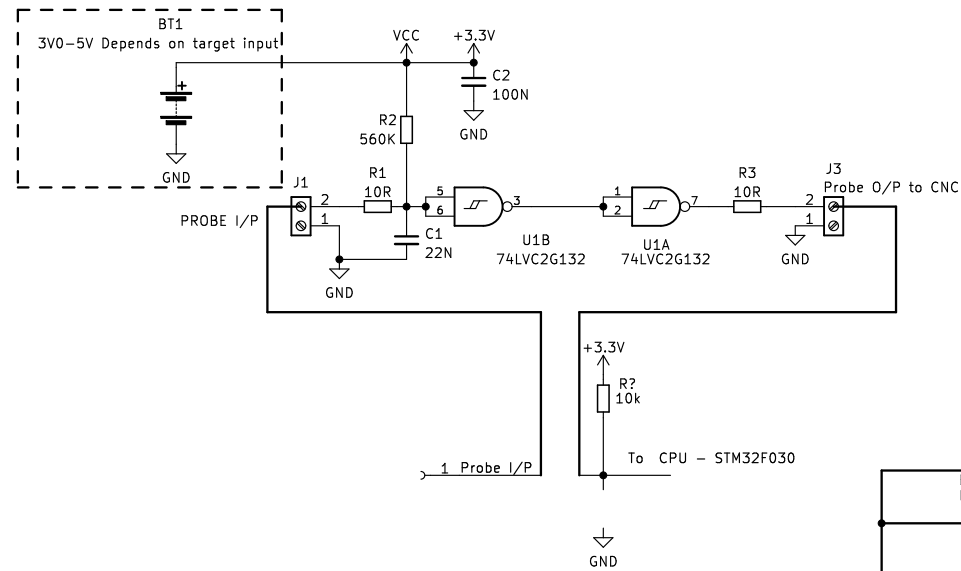 BT1
3V0-5V Depends on target input
+
GND
VCC
+3.3V
C2
100N
GND
R2
560K
J1
2
1
PROBE I/P
R1
10R
C1
22N
GND
5
6
3
U1B
74LVC2G132
1
2
7
U1A
74LVC2G132
R3
10R
J3
Probe O/P to CNC
2
1
GND
+3.3V
R?
10k
1 Probe I/P
To CPU - STM32F030
GND